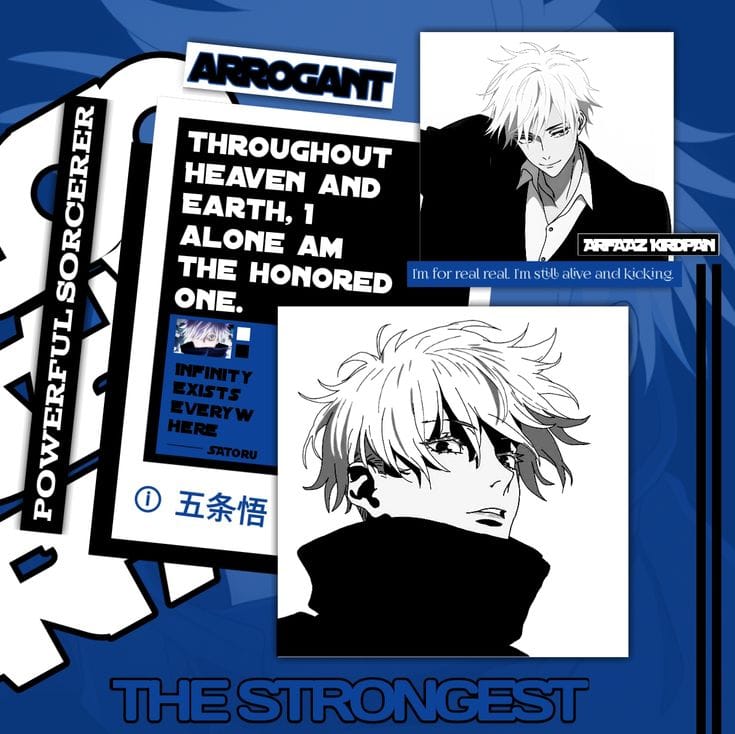 ARROGANT
POWERFUL SORCERER
THROUGHOUT
HEAVEN AND
EARTH, I
ALONE AM
THE HONORED
ONE.
INFINITY
EXISTS
EVERYW
HERE
SATORU
五条悟
ARFAAZ KIRDPAN
I'm for real real. I'm still alive and kicking.
THE STRONGEST